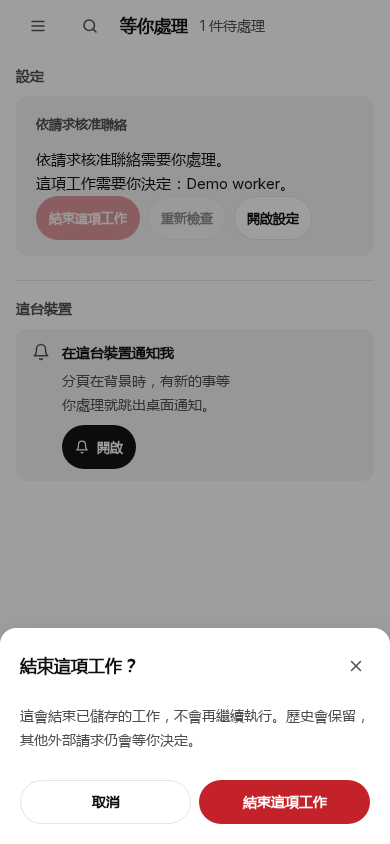 等你處理 1 件待處理
設定
依請求核准聯絡
依請求核准聯絡需要你處理。
這項工作需要你決定：Demo worker。
結束這項工作 重新檢查 開啟設定
這台裝置
在這台裝置通知我
分頁在背景時，有新的事等
你處理就跳出桌面通知。
開啟
結束這項工作？
這會結束已儲存的工作，不會再繼續執行。歷史會保留，
其他外部請求仍會等你決定。
取消 結束這項工作